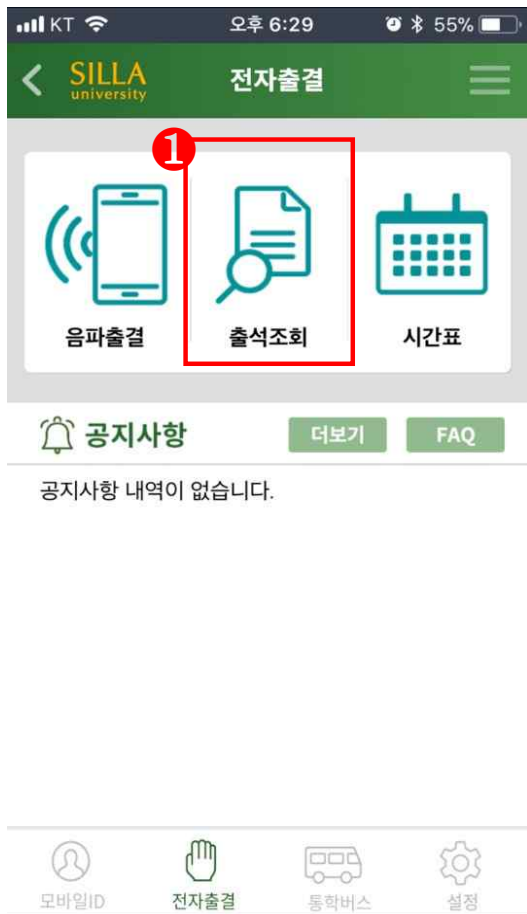 KT 오후 6:29 55%
SILLA
university
전자출결
1
음파출결 출석조회 시간표
공지사항 더보기 FAQ
공지사항 내역이 없습니다.
모바일ID 전자출결 통학버스 설정